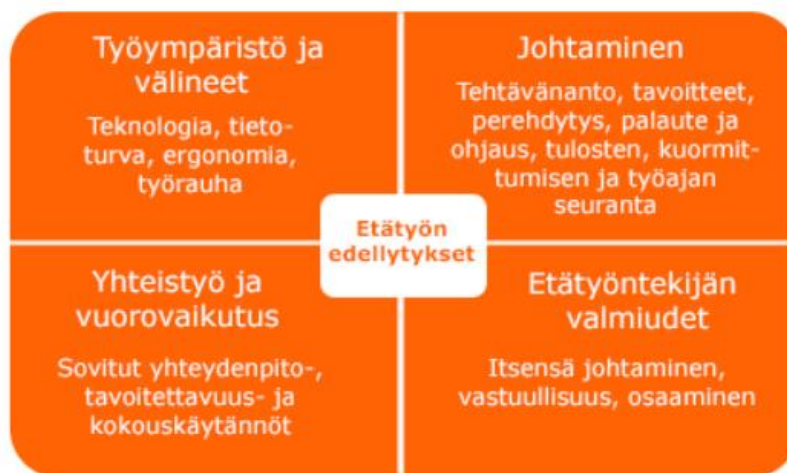 Työympäristö ja
välineet
Teknologia, tieto-
turva, ergonomia,
työrauha
Johtaminen
Tehtävänanto, tavoitteet,
perehdytys, palaute ja
ohjaus, tulosten, kuormit-
tumisen ja työajan
seuranta
Etätyön
edellytykset
Yhteistyö ja
vuorovaikutus
Sovitut yhteydenpito-,
tavoitettavuus- ja
kokouskäytännöt
Etätyöntekijän
valmiudet
Itsensä johtaminen,
vastuullisuus, osaaminen